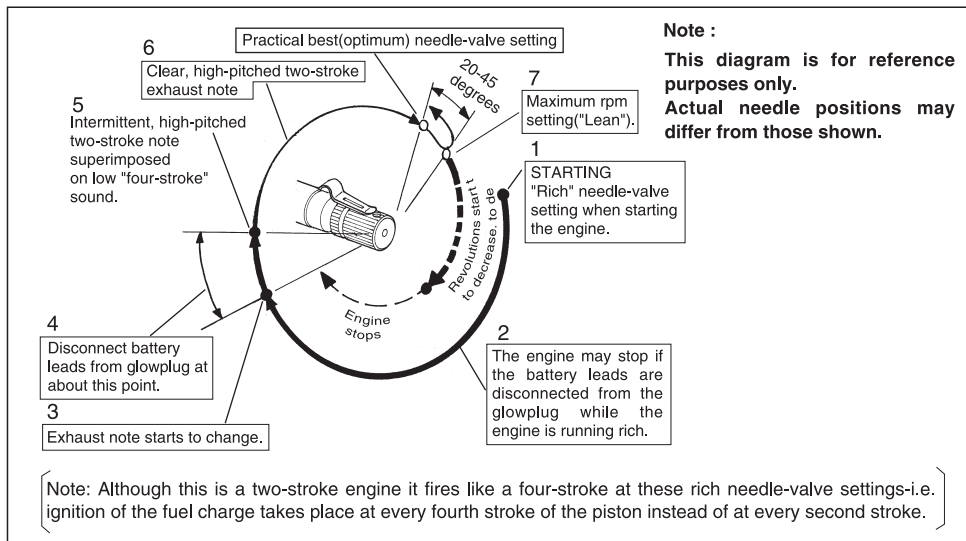 Practical best(optimum) needle-valve setting
Note :
This diagram is for reference
purposes only.
Actual needle positions may
differ from those shown.
6
Clear, high-pitched two-stroke
exhaust note
20-45
degrees
7
Maximum rpm
setting("Lean").
5
Intermittent, high-pitched
two-stroke note
superimposed
on low "four-stroke"
sound.
1
STARTING
"Rich" needle-valve
setting when starting
the engine.
Revolutions start t
to decrease. to de
Engine
stops
4
Disconnect battery
leads from glowplug at
about this point.
2
The engine may stop if
the battery leads are
disconnected from the
glowplug while the
engine is running rich.
3
Exhaust note starts to change.
Note: Although this is a two-stroke engine it fires like a four-stroke at these rich needle-valve settings-i.e.
ignition of the fuel charge takes place at every fourth stroke of the piston instead of at every second stroke.